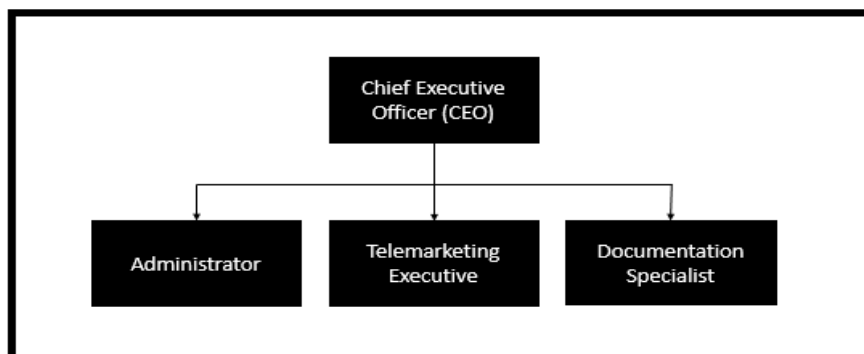 Chief Executive
Officer (CEO)
Administrator
Telemarketing
Executive
Documentation
Specialist